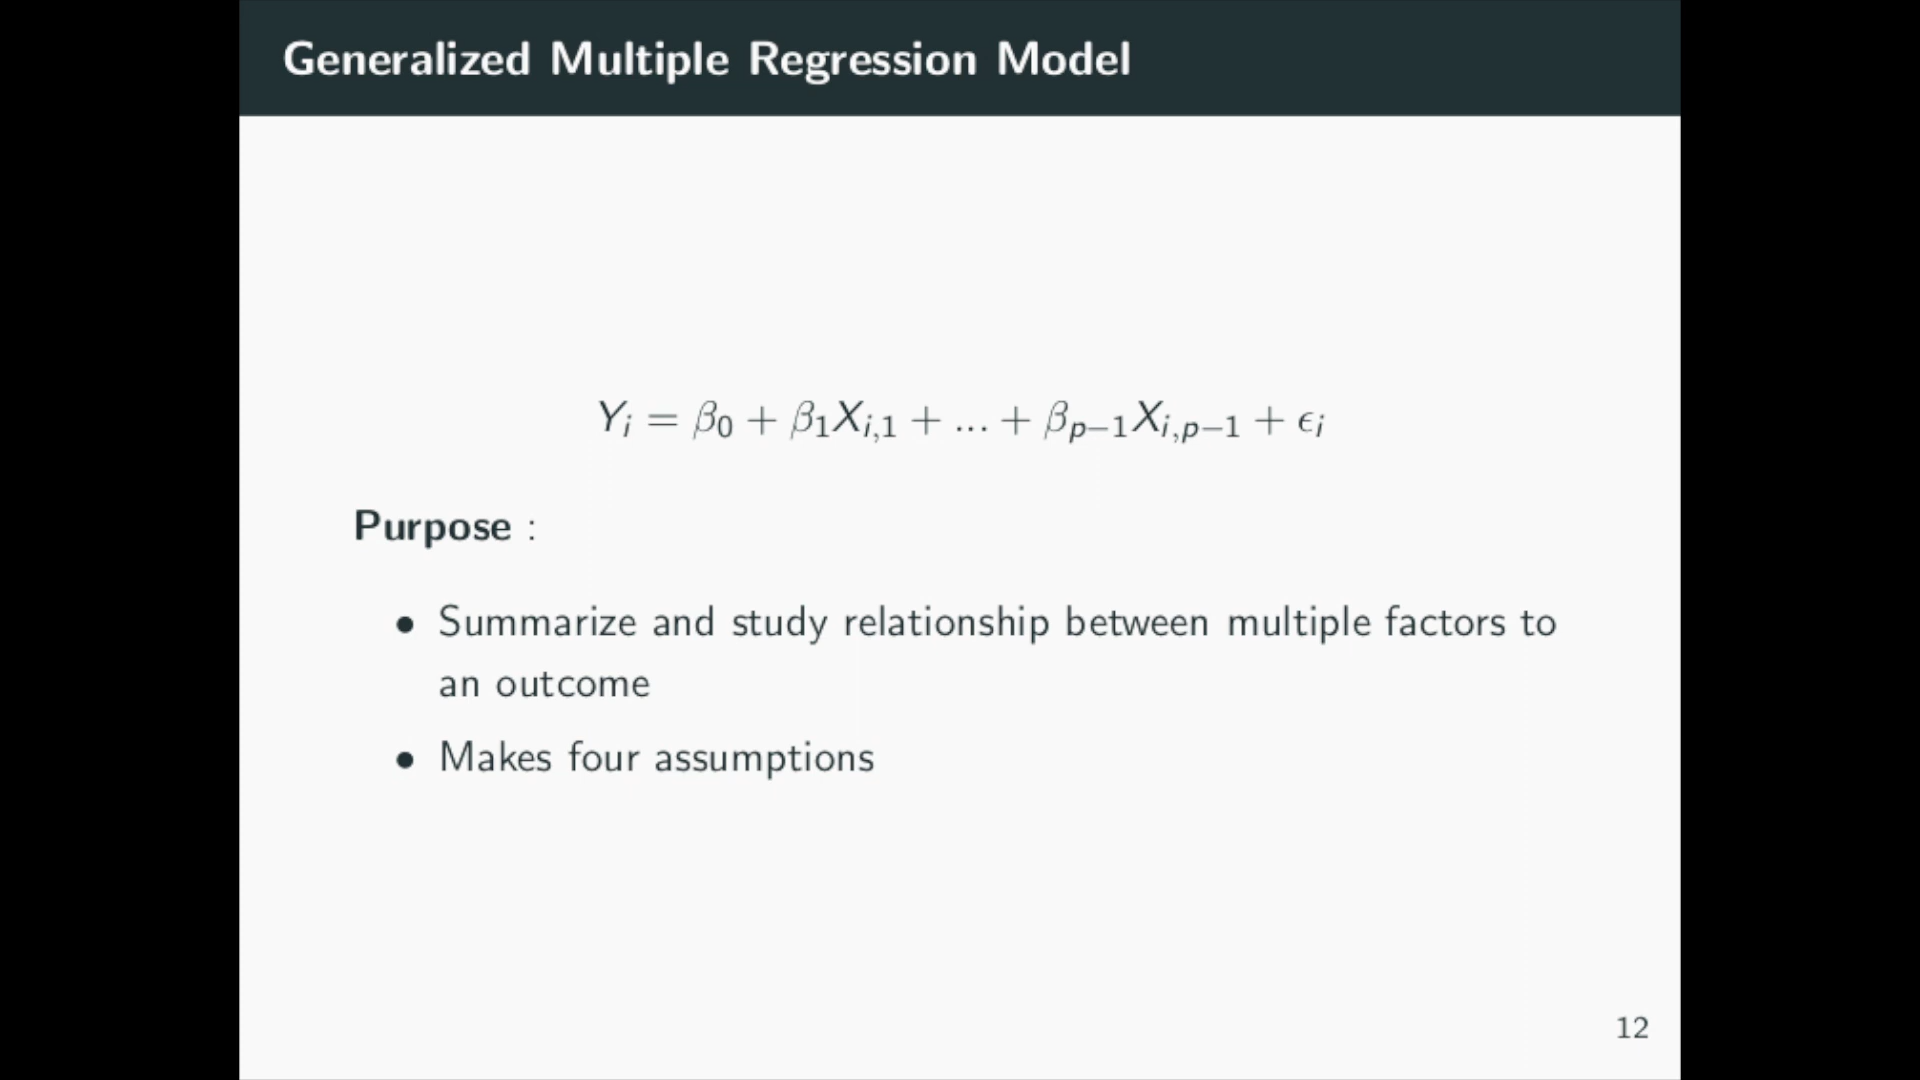 Generalized Multiple Regression Model
Yᵢ = β₀ + β₁Xᵢ,₁ + ... + βₚ₋₁Xᵢ,ₚ₋₁ + ϵᵢ
Purpose :
• Summarize and study relationship between multiple factors to
an outcome
• Makes four assumptions
12